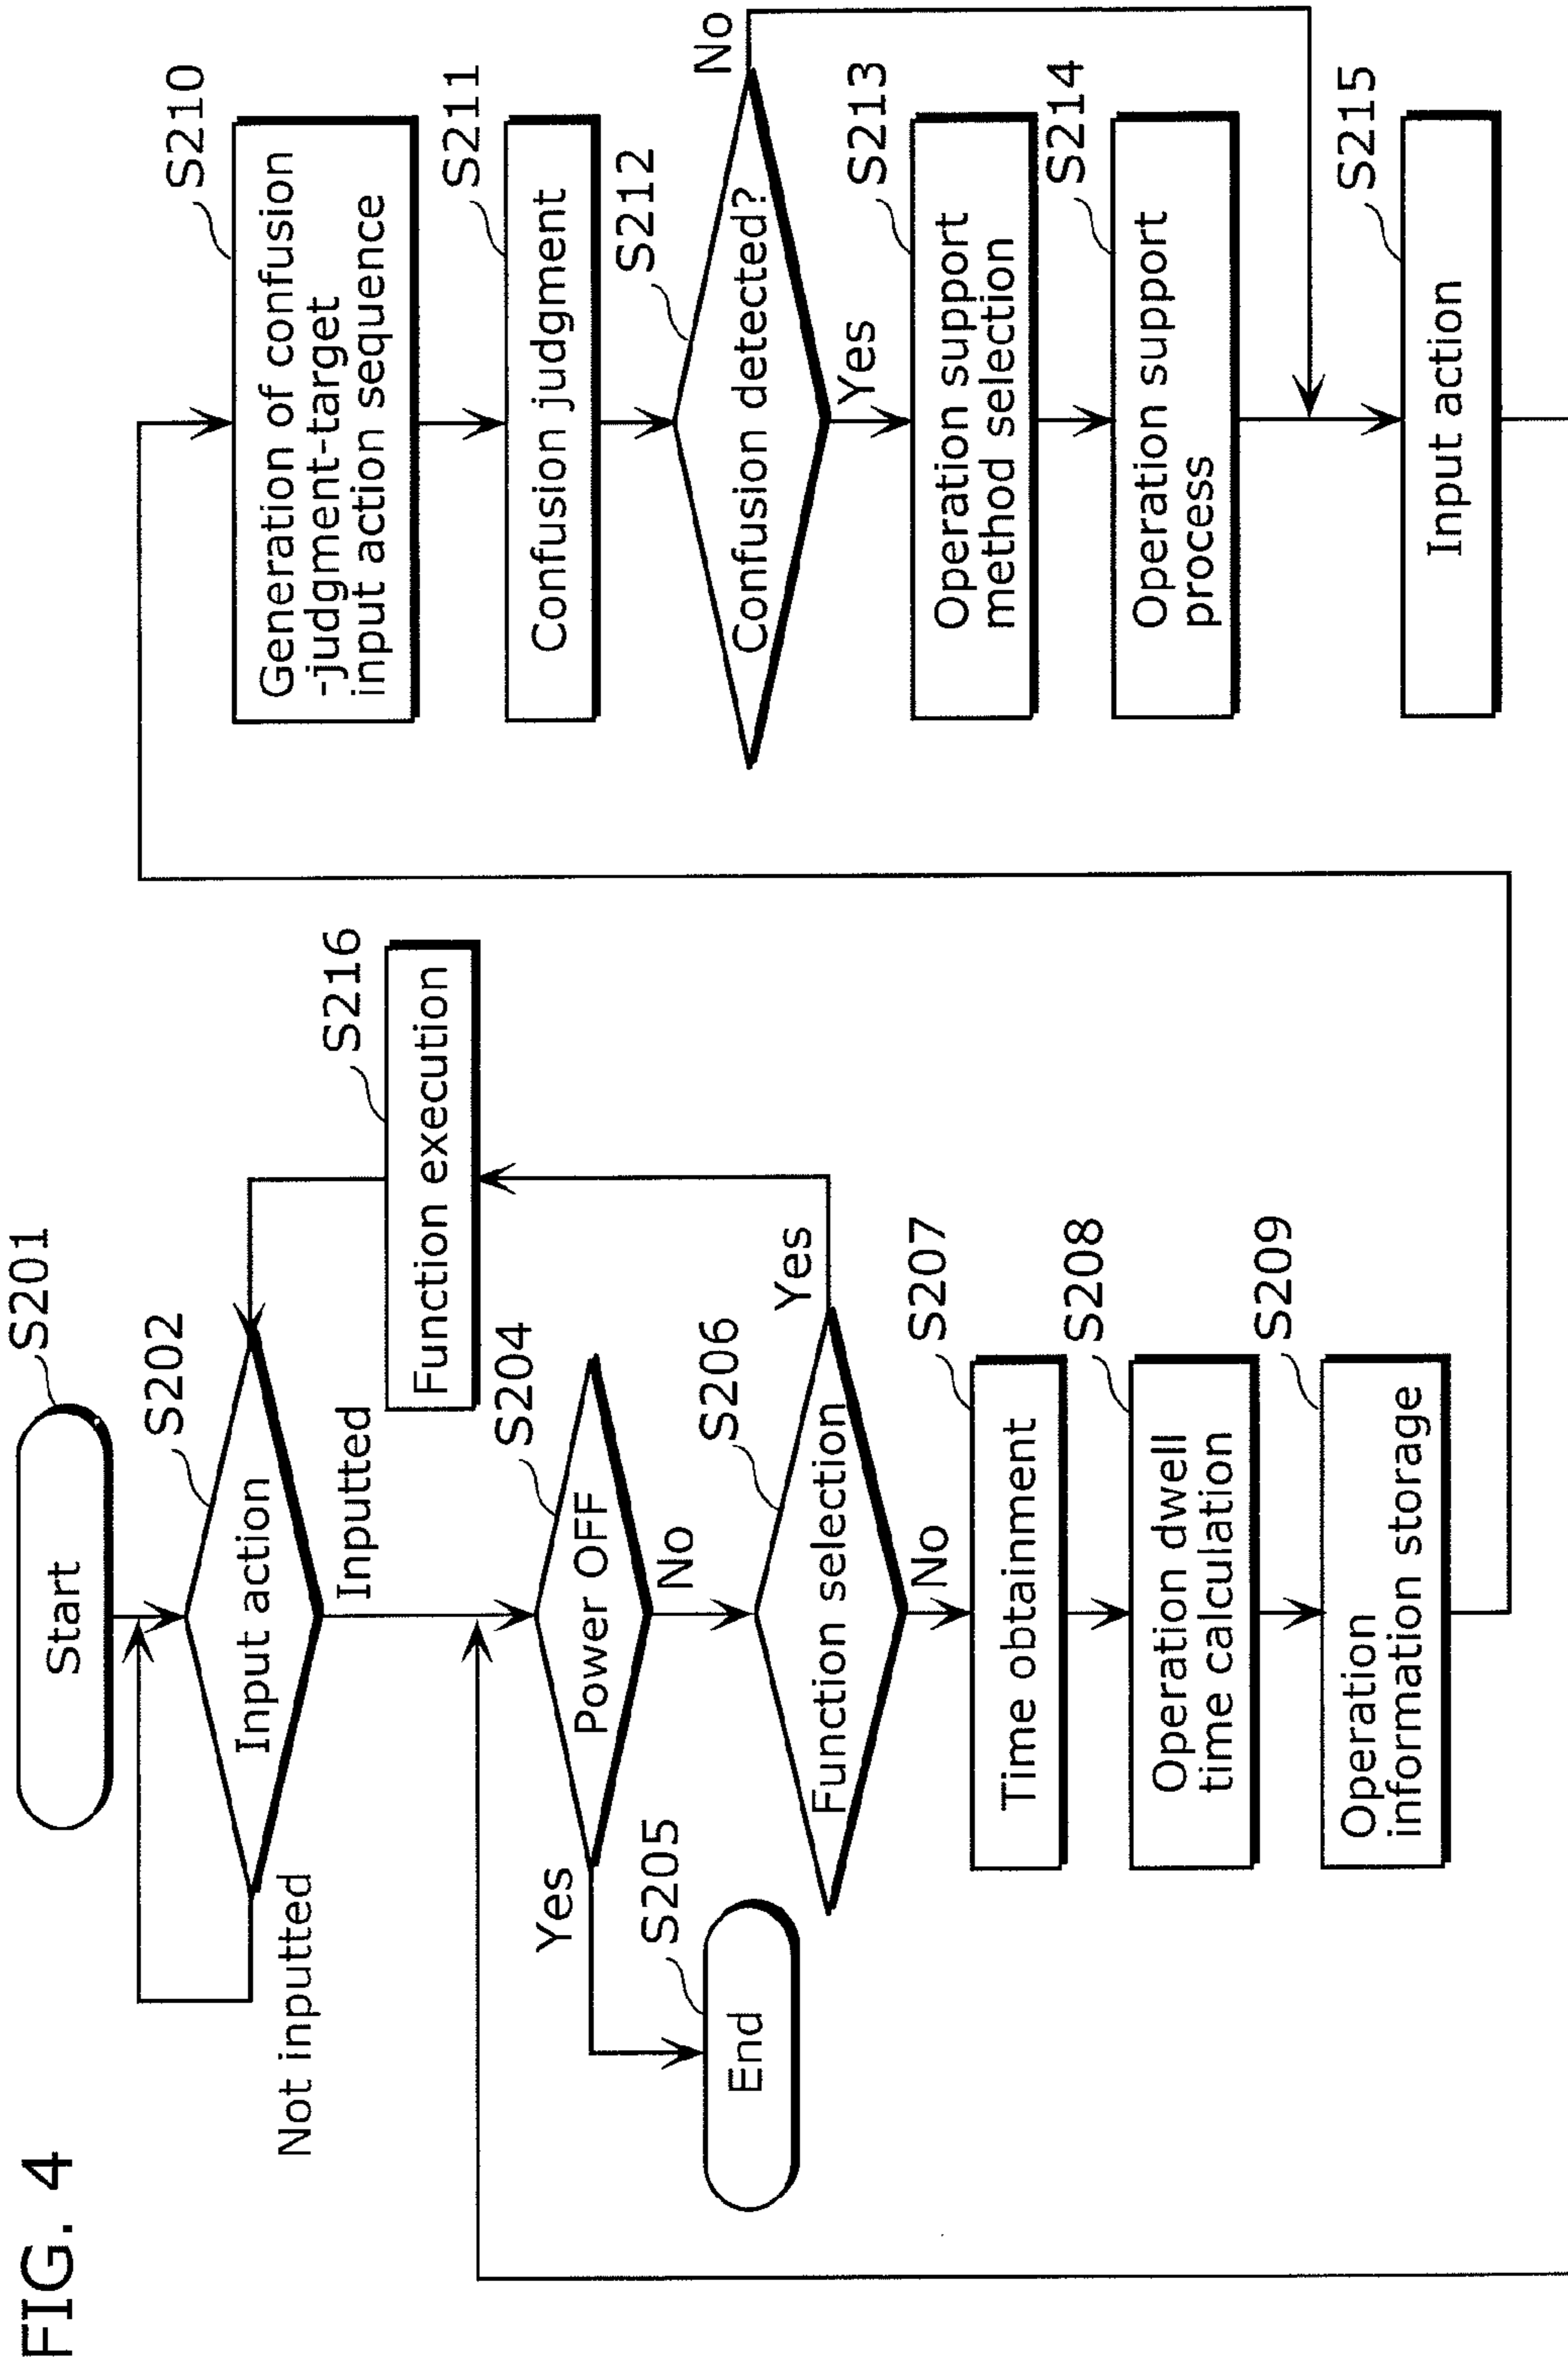 FIG. 4
Start
S201
Input action
S202
Not inputted
Inputted
Function execution
S216
Power OFF
S204
Yes
No
End
S205
Function selection
S206
Yes
No
Time obtainment
S207
Operation dwell
time calculation
S208
Operation
information storage
S209
Generation of confusion
-judgment-target
input action sequence
S210
Confusion judgment
S211
Confusion detected?
S212
No
Yes
Operation support
method selection
S213
Operation support
process
S214
Input action
S215